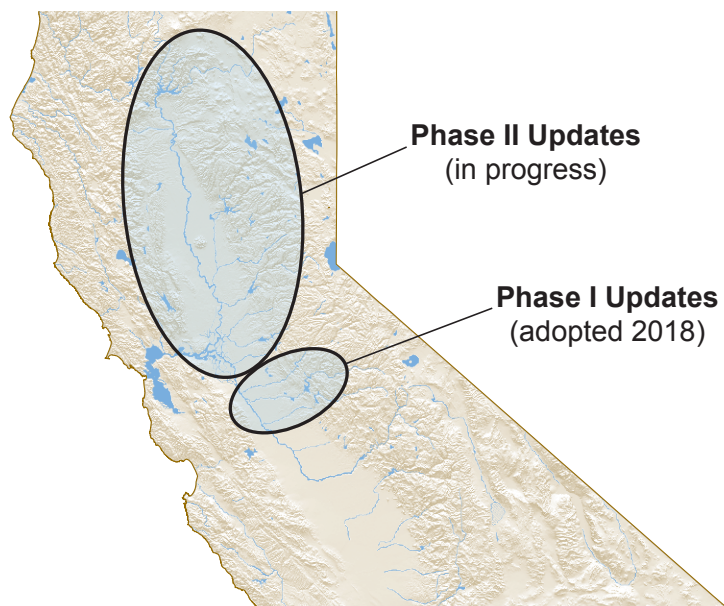 Phase II Updates
(in progress)
Phase I Updates
(adopted 2018)